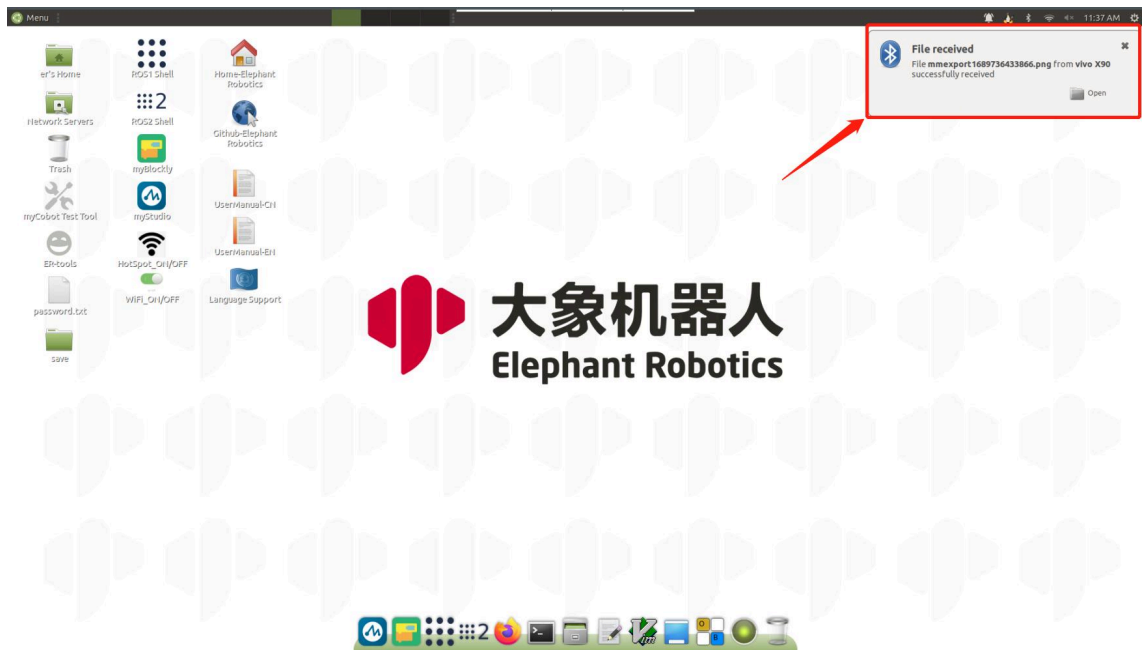 Menu
11:37 AM
File received
File mmexport1689736433866.png from vivo X90
successfully received
Open
er's Home
ROS1 Shell
Home-Elephant
Robotics
Network Servers
ROS2 Shell
Github-Elephant
Robotics
Trash
myBlockly
myCobot Test Tool
myStudio
UserManual-CN
ER-tools
HotSpot_ON/OFF
UserManual-EN
password.txt
WiFi_ON/OFF
Language Support
save
大象机器人
Elephant Robotics